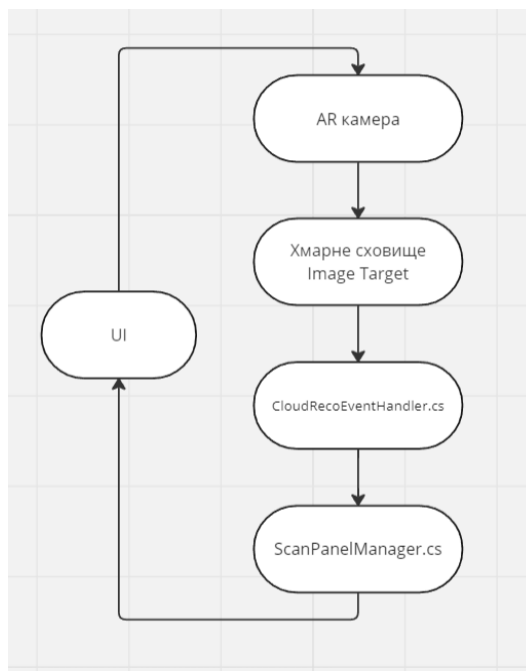 AR камера
Хмарне сховище
Image Target
UI
CloudRecoEventHandler.cs
ScanPanelManager.cs